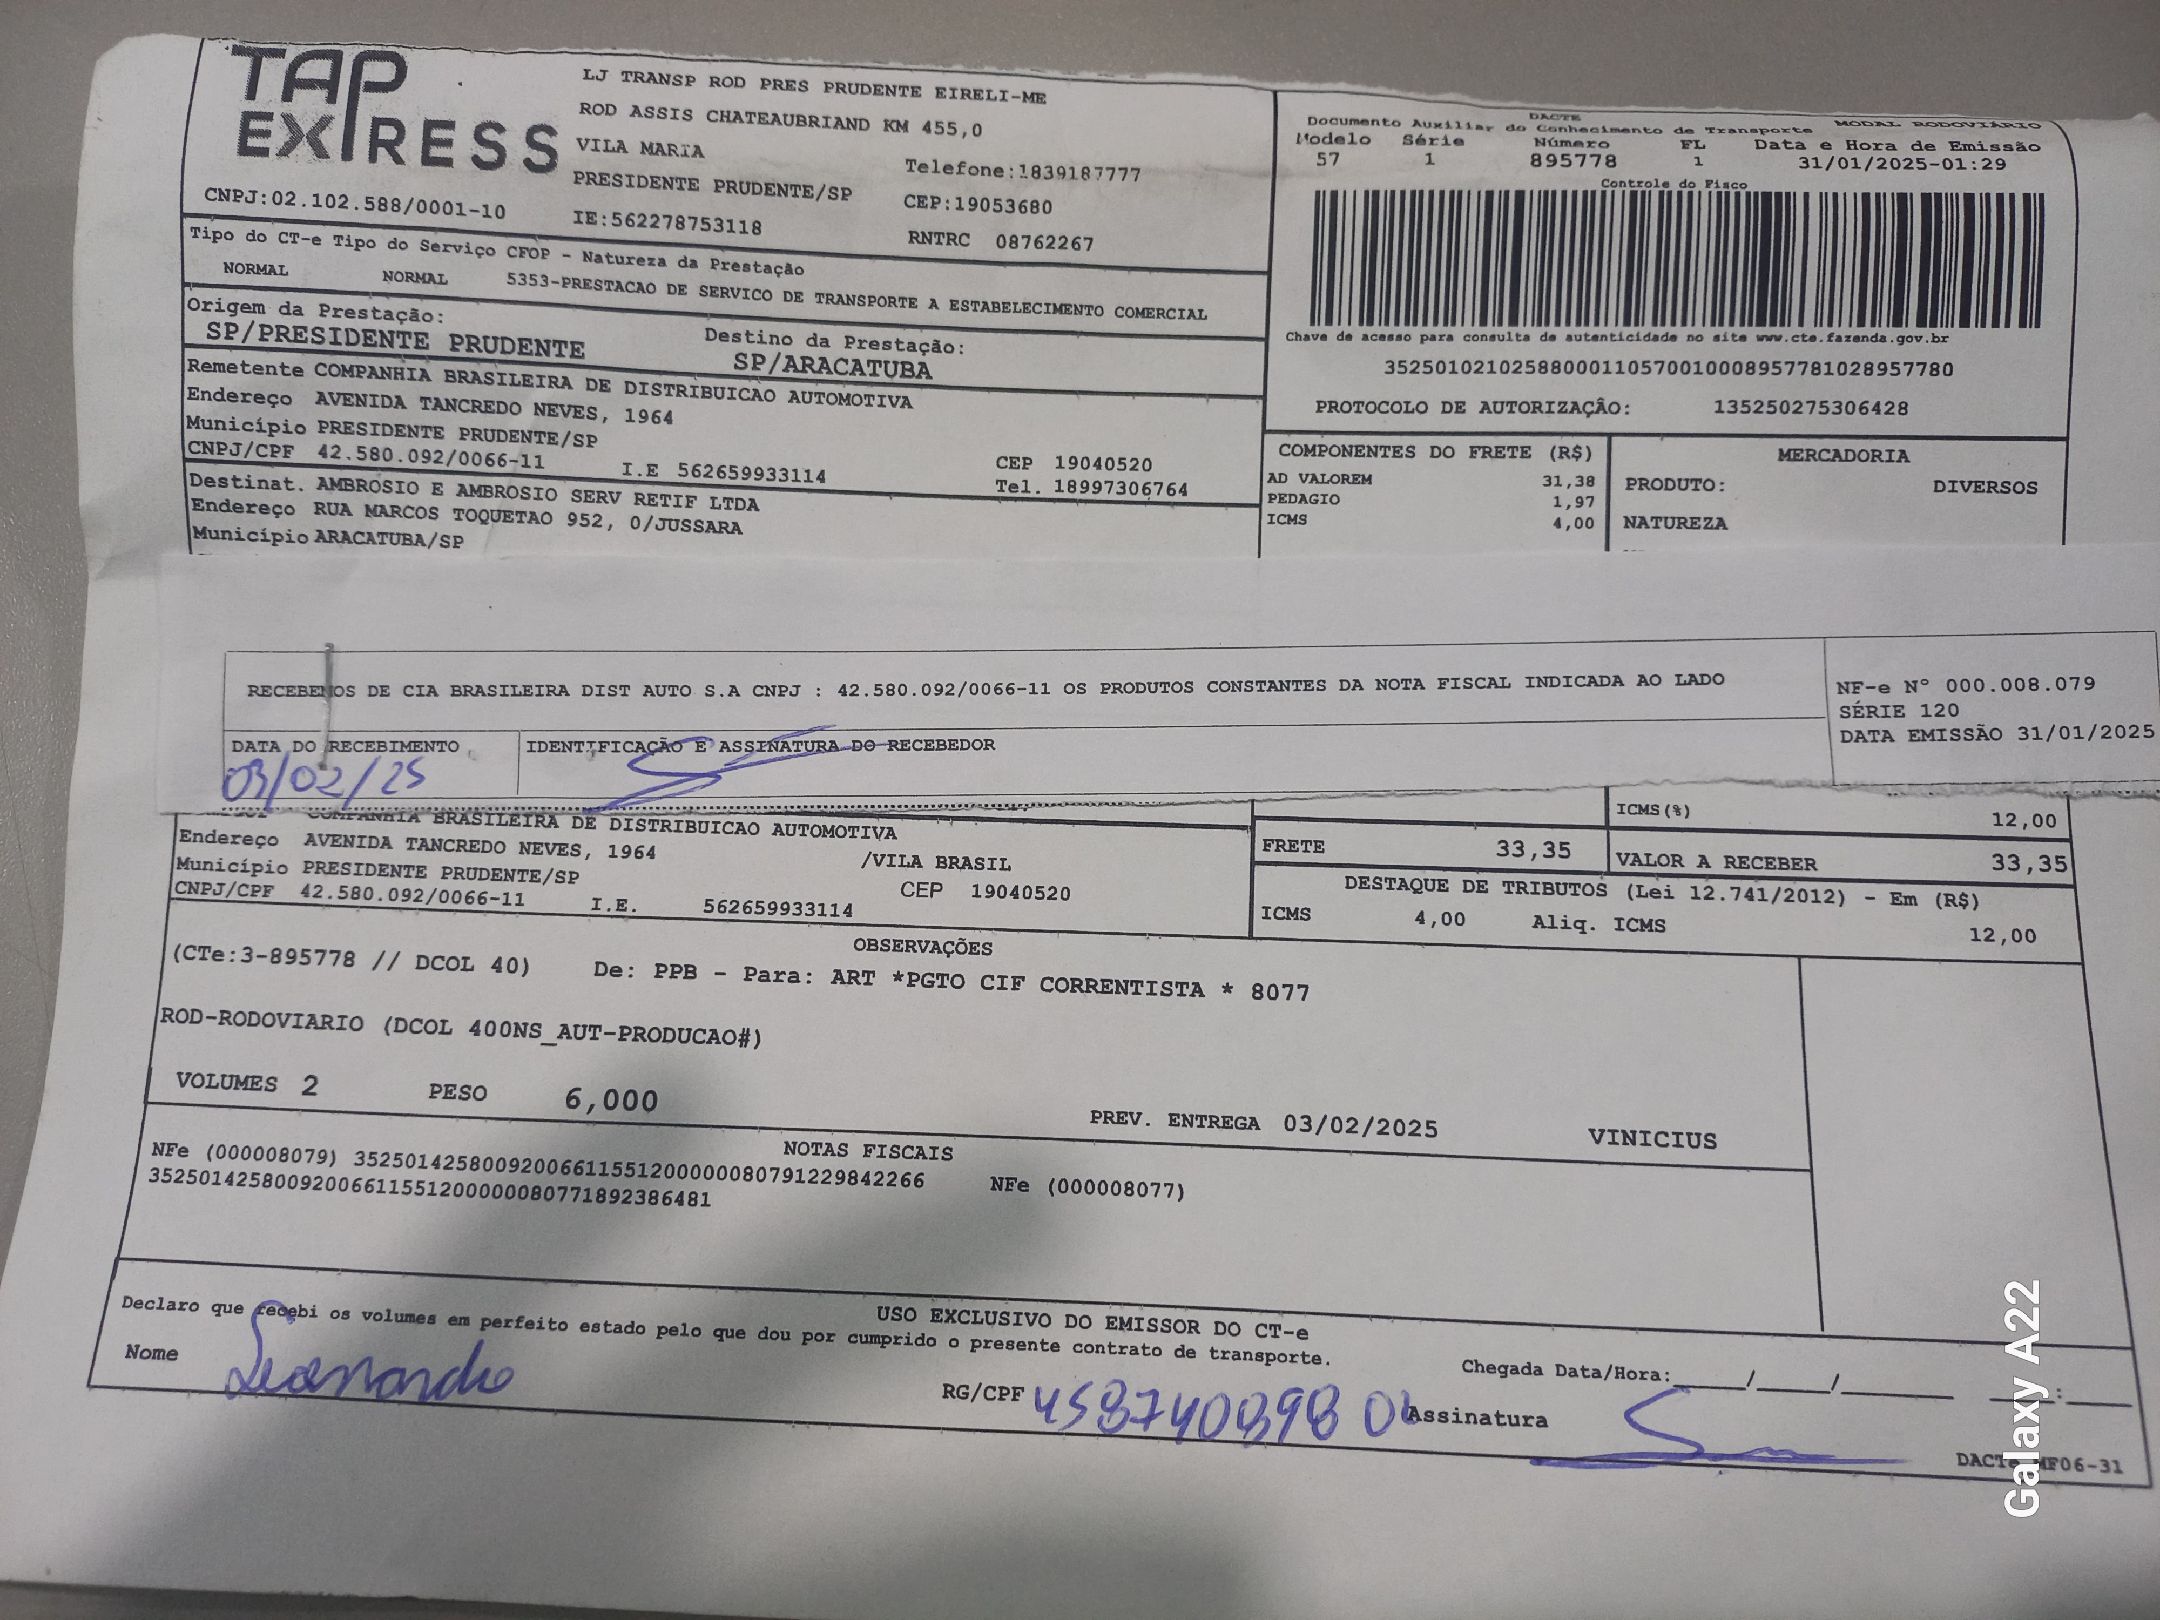 TAP
EXPRESS
LJ TRANSP ROD PRES PRUDENTE EIRELI-ME
ROD ASSIS CHATEAUBRIAND KM 455,0
VILA MARIA
Telefone:1839187777
PRESIDENTE PRUDENTE/SP
CEP:19053680
CNPJ:02.102.588/0001-10
IE:562278753118
RNTRC 08762267
DACTE
MODAL RODOVIÁRIO
Documento Auxiliar do Conhecimento de Transporte
Modelo Série Número FL Data e Hora de Emissão
57 1 895778 1 31/01/2025-01:29
Controle do Fisco
Chave de acesso para consulta de autenticidade no site www.cte.fazenda.gov.br
35250102102588000110570010008957781028957780
PROTOCOLO DE AUTORIZAÇÃO: 135250275306428
Tipo do CT-e Tipo do Serviço CFOP - Natureza da Prestação
NORMAL NORMAL 5353-PRESTACAO DE SERVICO DE TRANSPORTE A ESTABELECIMENTO COMERCIAL
Origem da Prestação:
SP/PRESIDENTE PRUDENTE
Destino da Prestação:
SP/ARACATUBA
Remetente COMPANHIA BRASILEIRA DE DISTRIBUICAO AUTOMOTIVA
Endereço AVENIDA TANCREDO NEVES, 1964
Município PRESIDENTE PRUDENTE/SP
CEP 19040520
CNPJ/CPF 42.580.092/0066-11 I.E 562659933114 Tel. 18997306764
Destinat. AMBROSIO E AMBROSIO SERV RETIF LTDA
Endereço RUA MARCOS TOQUETAO 952, 0/JUSSARA
Município ARACATUBA/SP
COMPONENTES DO FRETE (R$)
AD VALOREM 31,38
PEDAGIO 1,97
ICMS 4,00
MERCADORIA
PRODUTO: DIVERSOS
NATUREZA
RECEBEMOS DE CIA BRASILEIRA DIST AUTO S.A CNPJ : 42.580.092/0066-11 OS PRODUTOS CONSTANTES DA NOTA FISCAL INDICADA AO LADO
NF-e Nº 000.008.079
SÉRIE 120
DATA EMISSÃO 31/01/2025
DATA DO RECEBIMENTO
IDENTIFICAÇÃO E ASSINATURA DO RECEBEDOR
03/02/25
COMPANHIA BRASILEIRA DE DISTRIBUICAO AUTOMOTIVA
Endereço AVENIDA TANCREDO NEVES, 1964 /VILA BRASIL
Município PRESIDENTE PRUDENTE/SP CEP 19040520
CNPJ/CPF 42.580.092/0066-11 I.E. 562659933114
ICMS(%) 12,00
FRETE 33,35 VALOR A RECEBER 33,35
DESTAQUE DE TRIBUTOS (Lei 12.741/2012) - Em (R$)
ICMS 4,00 Aliq. ICMS 12,00
OBSERVAÇÕES
(CTe:3-895778 // DCOL 40) De: PPB - Para: ART *PGTO CIF CORRENTISTA * 8077
ROD-RODOVIARIO (DCOL 400NS_AUT-PRODUCAO#)
VOLUMES 2 PESO 6,000
PREV. ENTREGA 03/02/2025 VINICIUS
NOTAS FISCAIS
NFe (000008079) 35250142580092006611551200000080791229842266 NFe (000008077)
35250142580092006611551200000080771892386481
USO EXCLUSIVO DO EMISSOR DO CT-e
Declaro que recebi os volumes em perfeito estado pelo que dou por cumprido o presente contrato de transporte.
Chegada Data/Hora:____/____/______ ____:____
Nome Leonardo
RG/CPF
Assinatura
DACTe
MF06-31
Galaxy A22